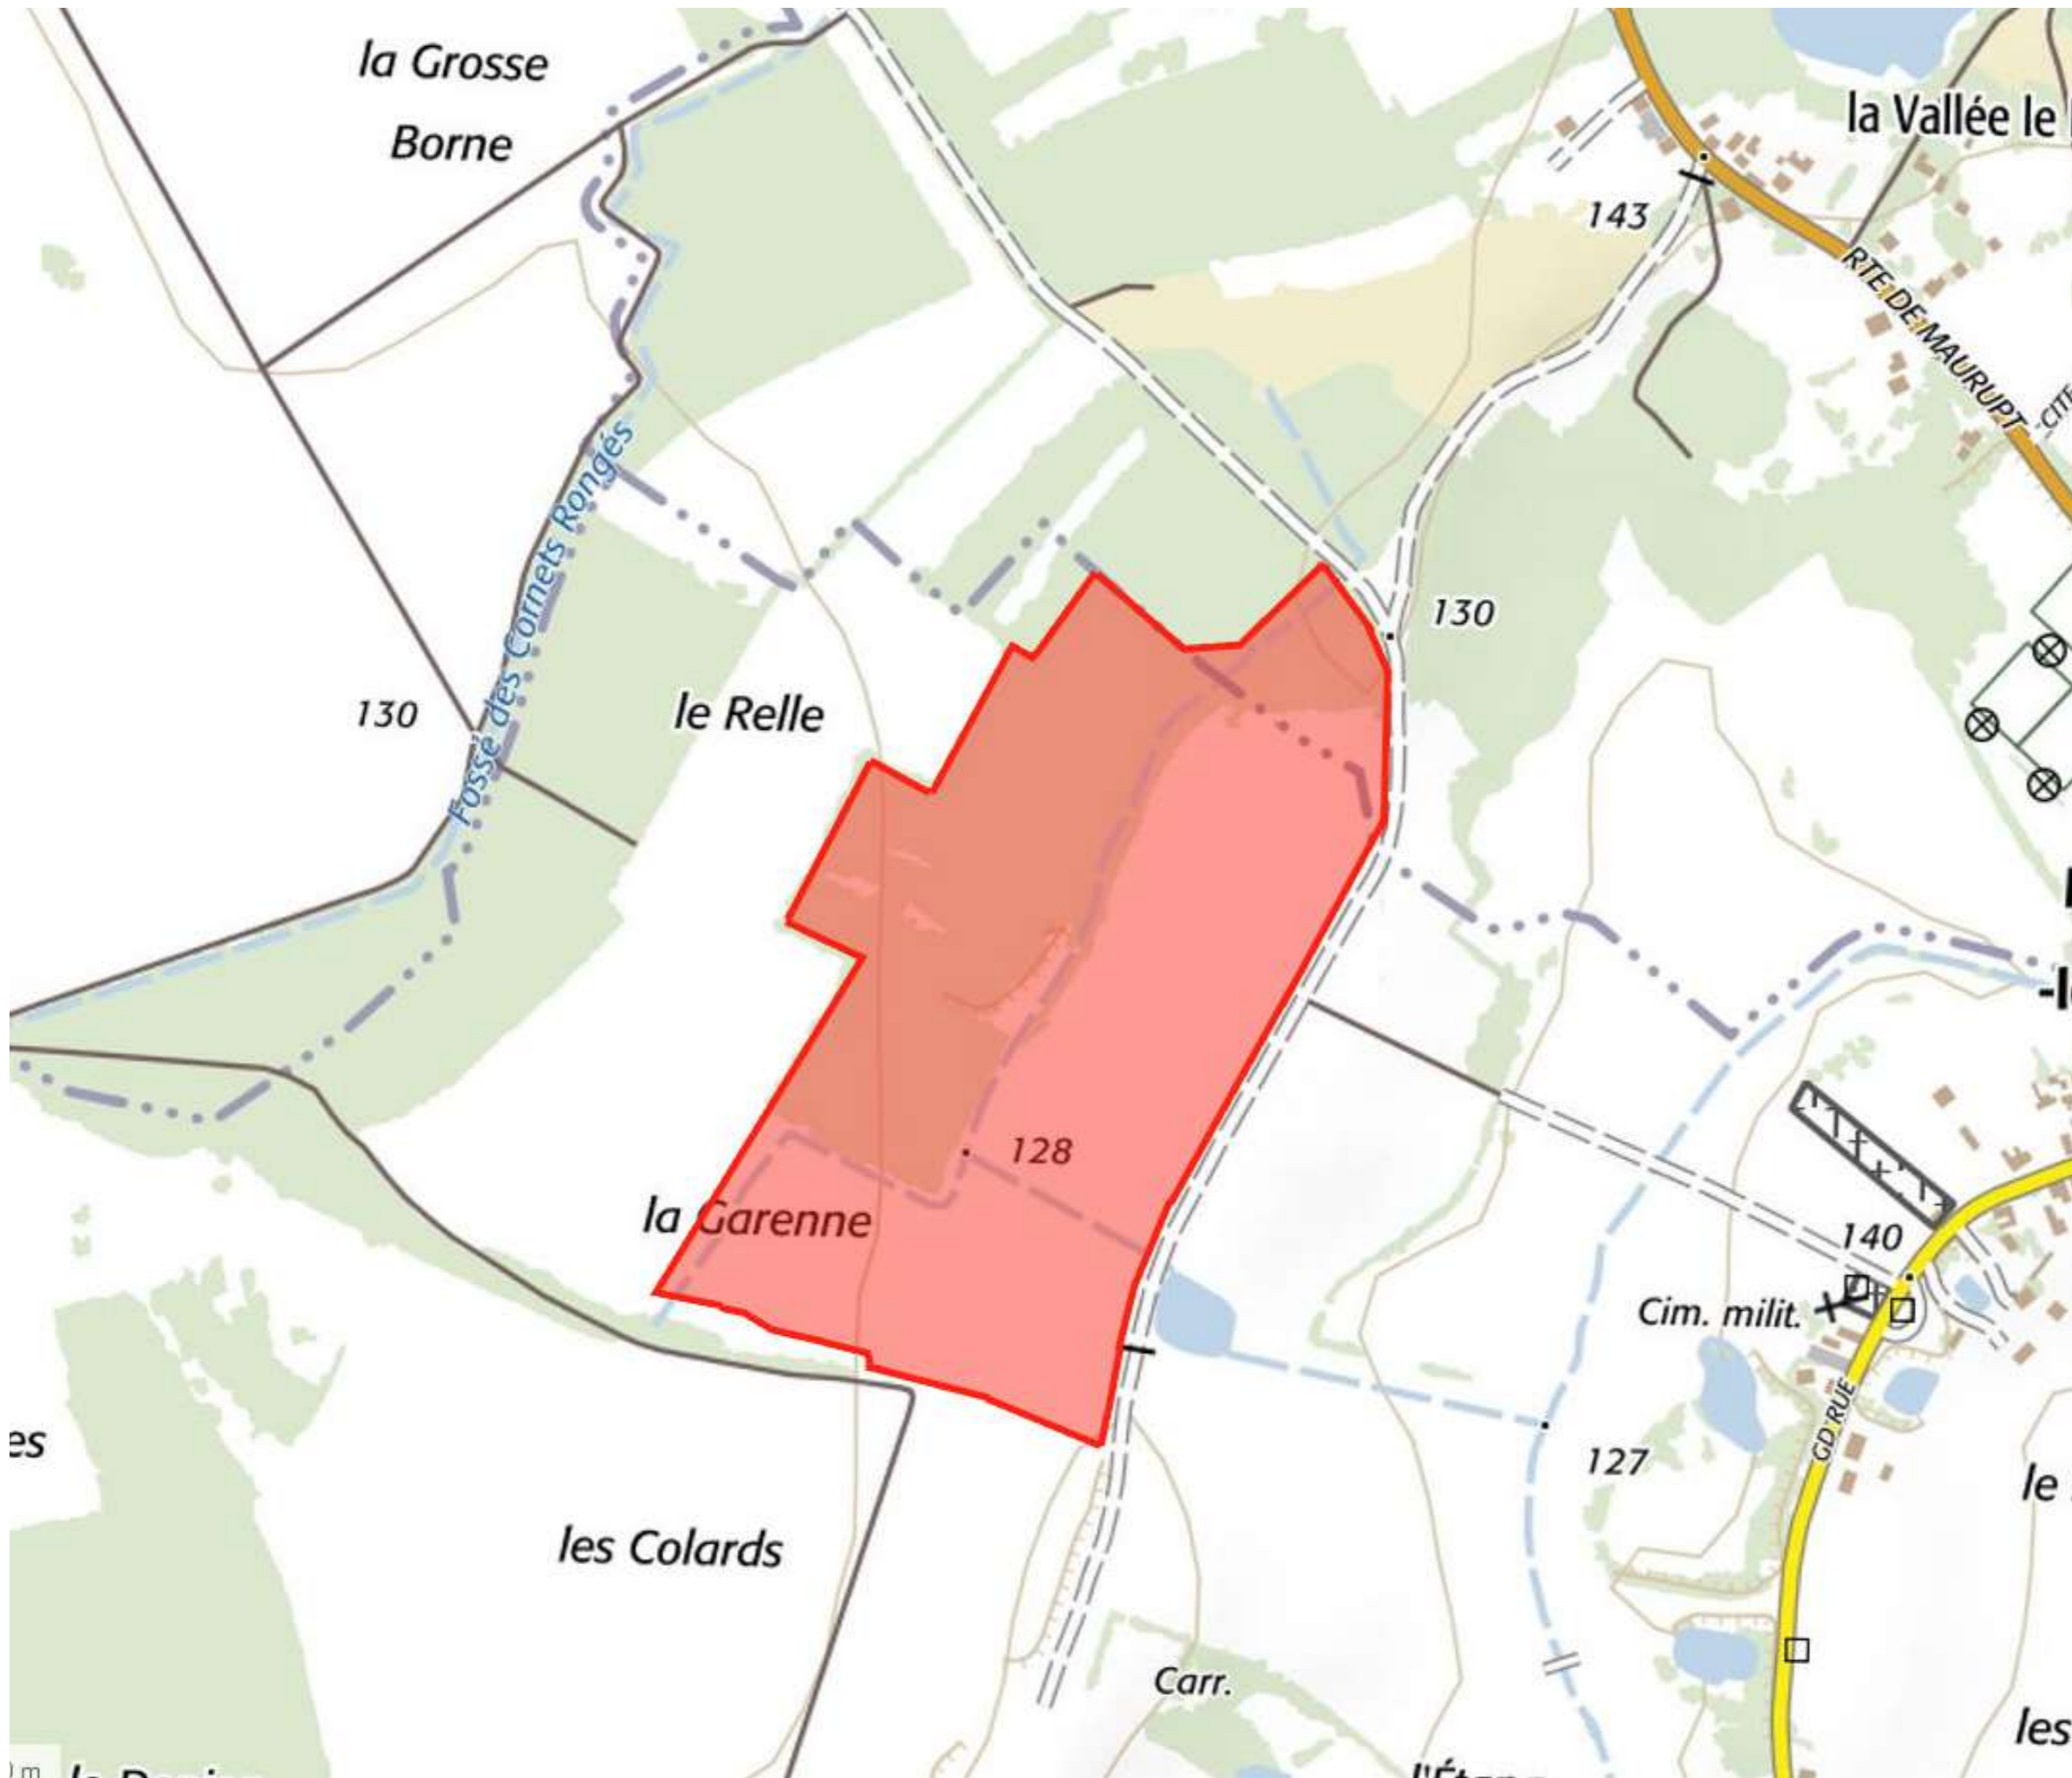 la Grosse
Borne
la Vallée le
143
RTE DE MAURUPT
130
Fossé des Cornets Rongés
130
le Relle
128
la Garenne
140
Cim. milit.
GD RUE
127
es
le
les Colards
Carr.
les
m